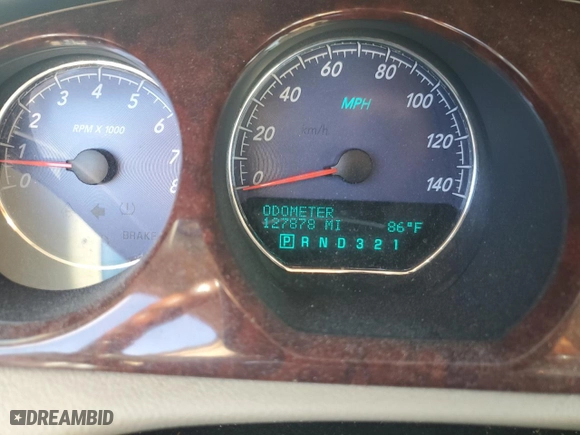 0 1 2 3 4 5 6 7 8
RPM X 1000
BRAKE
0 20 40 60 80 100 120 140
MPH
km/h
ODOMETER
127878 MI 86°F
P R N D 3 2 1
DREAMBID